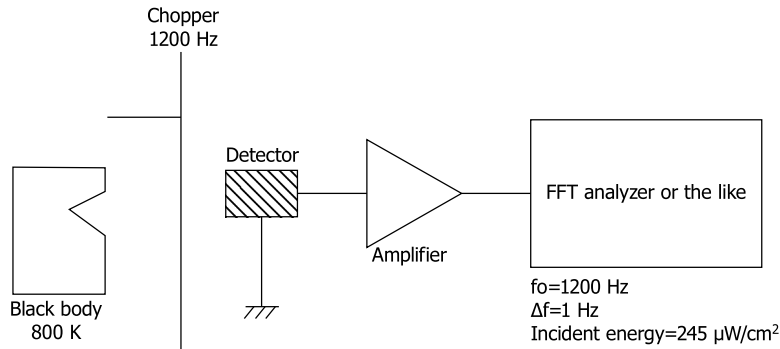 Chopper
1200 Hz
Detector
FFT analyzer or the like
Amplifier
Black body
800 K
fo=1200 Hz
Δf=1 Hz
Incident energy=245 μW/cm²